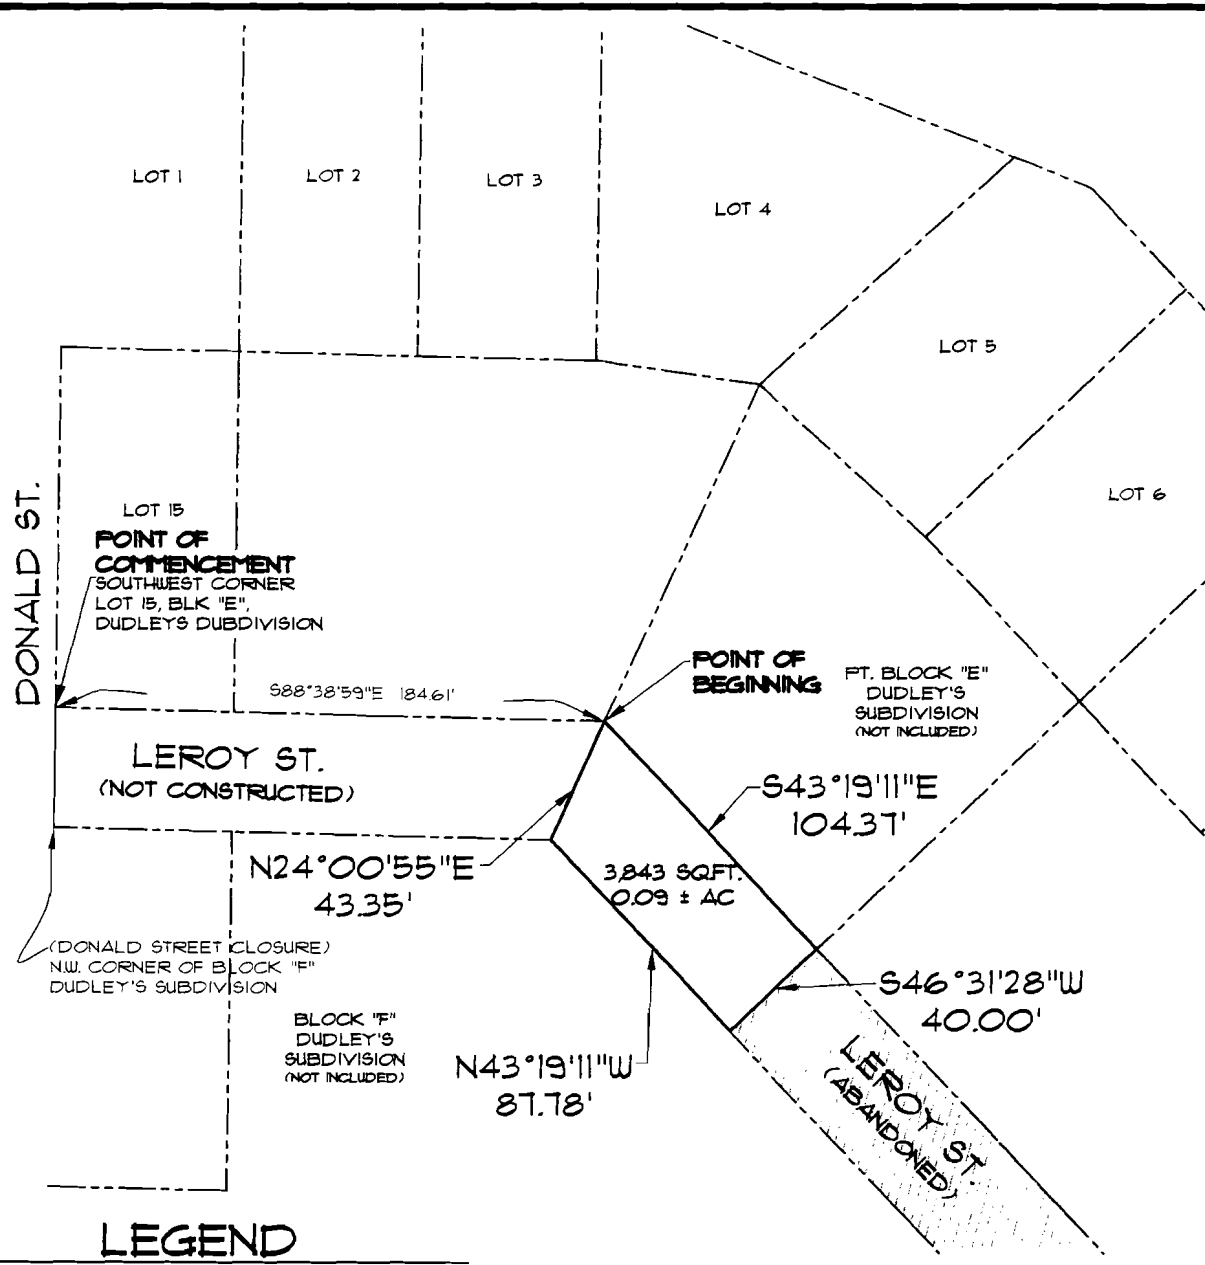 LOT 1
LOT 2
LOT 3
LOT 4
LOT 5
LOT 6
DONALD ST.
LOT 15
POINT OF
COMMENCEMENT
SOUTHWEST CORNER
LOT 15, BLK "E",
DUDLEYS DUBDIVISION
S88°38'59"E 184.61'
POINT OF
BEGINNING
PT. BLOCK "E"
DUDLEY'S
SUBDIVISION
(NOT INCLUDED)
LEROY ST.
(NOT CONSTRUCTED)
S43°19'11"E
104.37'
N24°00'55"E
43.35'
3,843 SQ.FT.
0.09 ± AC
(DONALD STREET CLOSURE)
N.W. CORNER OF BLOCK "F"
DUDLEY'S SUBDIVISION
S46°31'28"W
40.00'
BLOCK "F"
DUDLEY'S
SUBDIVISION
(NOT INCLUDED)
N43°19'11"W
87.78'
LEROY ST.
(ABANDONED)
LEGEND